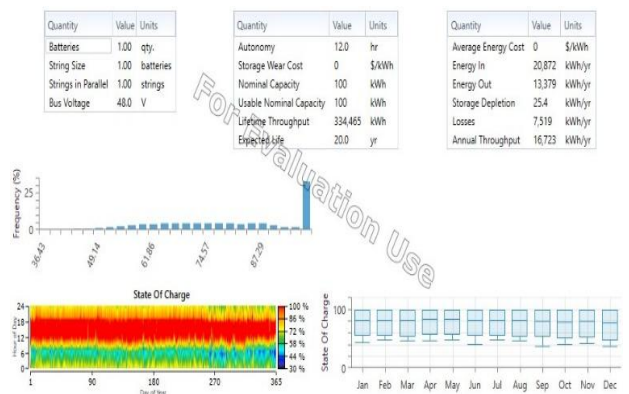 Quantity Value Units
Batteries 1.00 qty.
String Size 1.00 batteries
Strings in Parallel 1.00 strings
Bus Voltage 48.0 V
Quantity Value Units
Autonomy 12.0 hr
Storage Wear Cost 0 $/kWh
Nominal Capacity 100 kWh
Usable Nominal Capacity 100 kWh
Lifetime Throughput 334,465 kWh
Expected Life 20.0 yr
Quantity Value Units
Average Energy Cost 0 $/kWh
Energy In 20,872 kWh/yr
Energy Out 13,379 kWh/yr
Storage Depletion 25.4 kWh/yr
Losses 7,519 kWh/yr
Annual Throughput 16,723 kWh/yr
For Evaluation Use
Frequency (%)
25
0
36.43 49.14 61.86 74.57 87.29
State Of Charge
Hour of Day
24
18
12
6
0
1 90 180 270 365
Day of Year
100 %
86 %
72 %
58 %
44 %
30 %
State Of Charge
100
0
Jan Feb Mar Apr May Jun Jul Aug Sep Oct Nov Dec